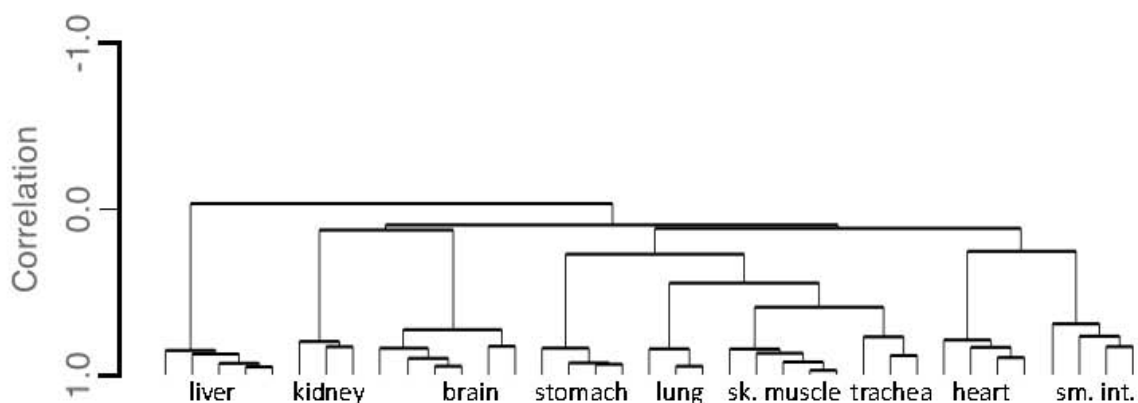 Correlation
-1.0
0.0
1.0
liver kidney brain stomach lung sk. muscle trachea heart sm. int.